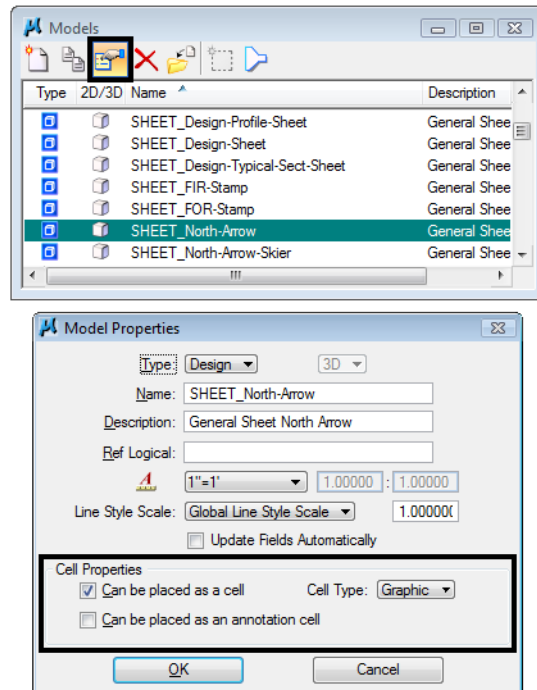 Models
Type 2D/3D Name Description
SHEET_Design-Profile-Sheet General Shee
SHEET_Design-Sheet General Shee
SHEET_Design-Typical-Sect-Sheet General Shee
SHEET_FIR-Stamp General Shee
SHEET_FOR-Stamp General Shee
SHEET_North-Arrow General Shee
SHEET_North-Arrow-Skier General Shee
Model Properties
Type: Design 3D
Name: SHEET_North-Arrow
Description: General Sheet North Arrow
Ref Logical:
A 1"=1' 1.00000 : 1.00000
Line Style Scale: Global Line Style Scale 1.00000(
Update Fields Automatically
Cell Properties
Can be placed as a cell Cell Type: Graphic
Can be placed as an annotation cell
OK Cancel